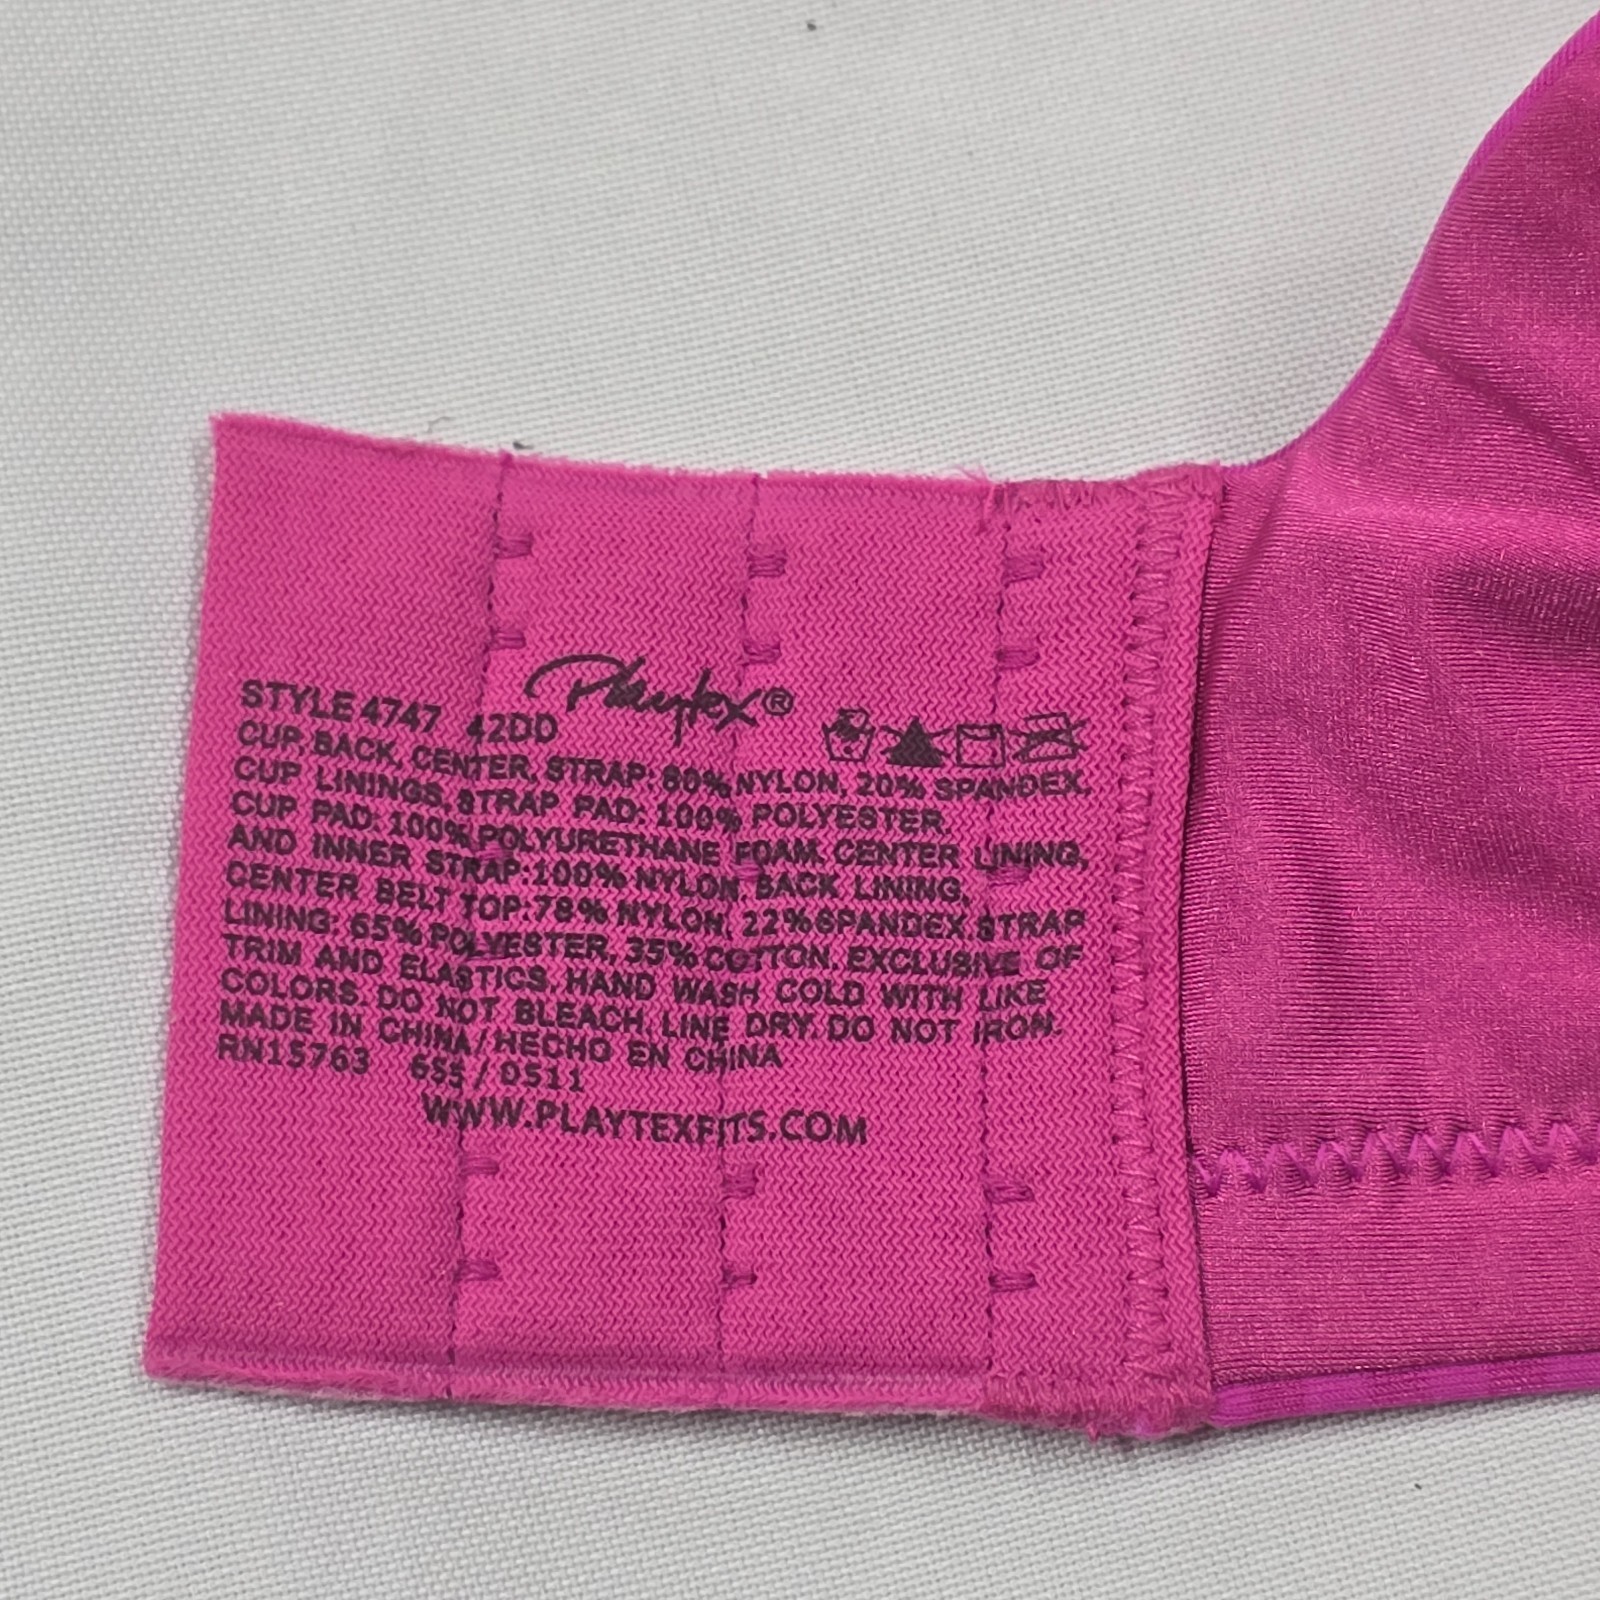 Playtex®
STYLE 4747 42DD
CUP, BACK, CENTER, STRAP: 80% NYLON, 20% SPANDEX.
CUP LININGS, STRAP PAD: 100% POLYESTER.
CUP PAD: 100% POLYURETHANE FOAM. CENTER LINING,
AND INNER STRAP:100% NYLON BACK LINING,
CENTER BELT TOP:78% NYLON, 22% SPANDEX STRAP
LINING: 65% POLYESTER, 35% COTTON. EXCLUSIVE OF
TRIM AND ELASTICS. HAND WASH COLD WITH LIKE
COLORS. DO NOT BLEACH. LINE DRY. DO NOT IRON.
MADE IN CHINA/HECHO EN CHINA
RN15763 6S5 / 0511
WWW.PLAYTEXFITS.COM